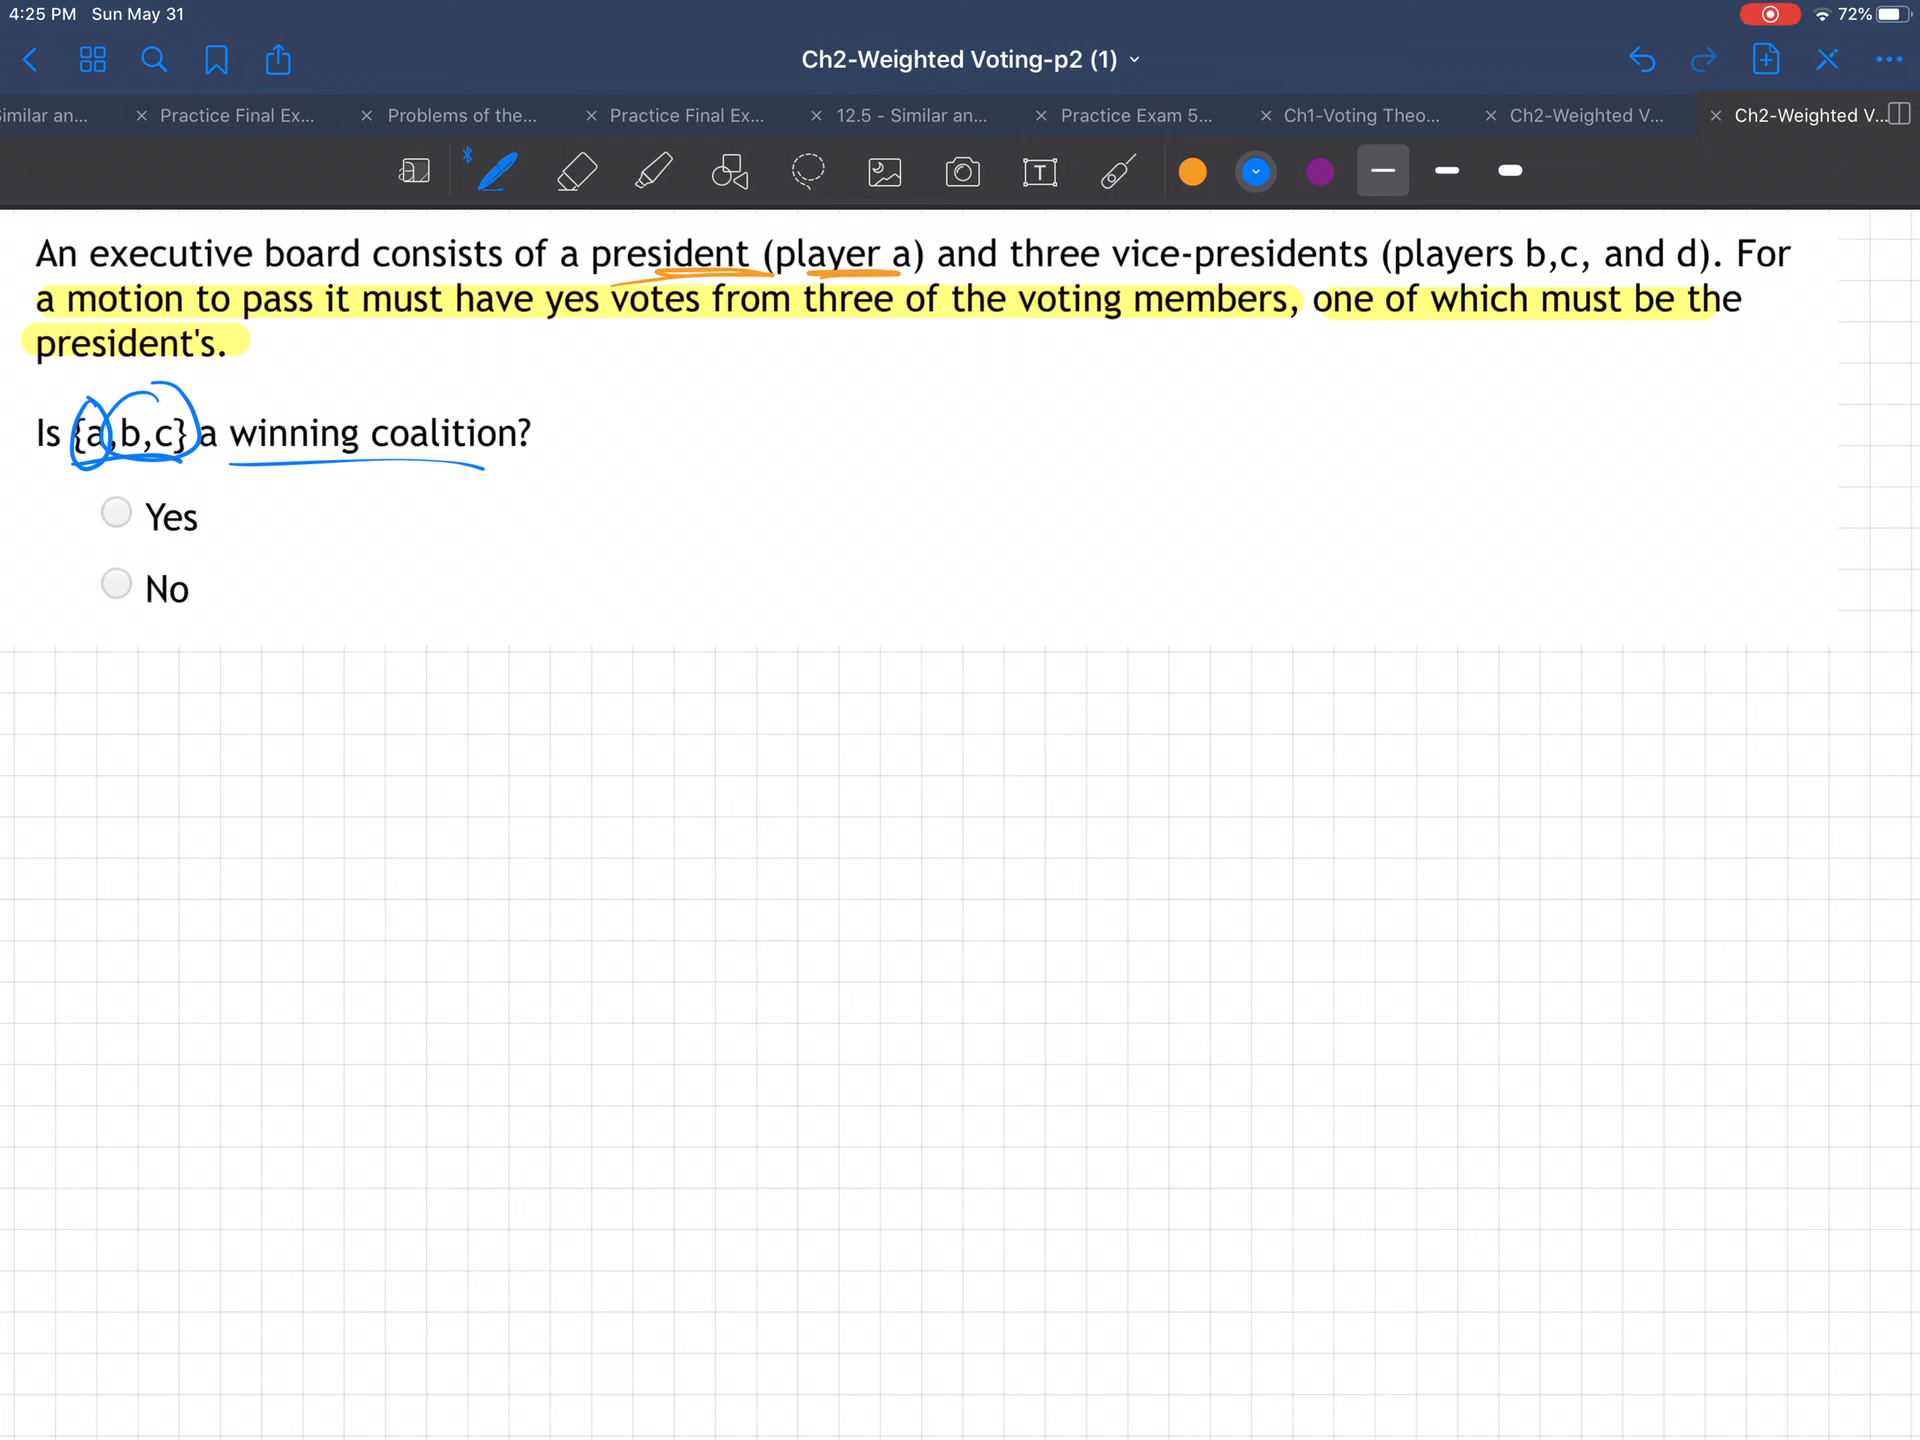 4:25 PM Sun May 31
72%
Ch2-Weighted Voting-p2 (1)
Similar an...
Practice Final Ex...
Problems of the...
Practice Final Ex...
12.5 - Similar an...
Practice Exam 5...
Ch1-Voting Theo...
Ch2-Weighted V...
Ch2-Weighted V...
T
An executive board consists of a president (player a) and three vice-presidents (players b,c, and d). For
a motion to pass it must have yes votes from three of the voting members, one of which must be the
president's.
Is {a,b,c} a winning coalition?
Yes
No